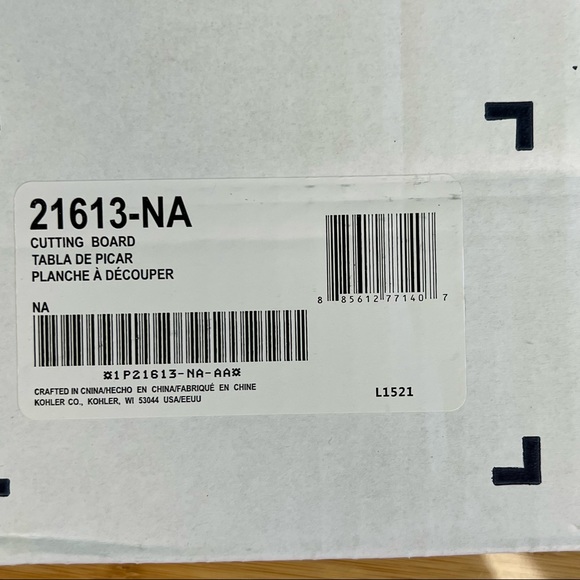 21613-NA
CUTTING BOARD
TABLA DE PICAR
PLANCHE À DÉCOUPER
8 85612 77140 7
NA
¤1P21613-NA-AA¤
CRAFTED IN CNINA/HECHO EN CHINA/FABRIQUÉ EN CHINE
KOHLER CO., KOHLER, WI 53044 USA/EEUU
L1521